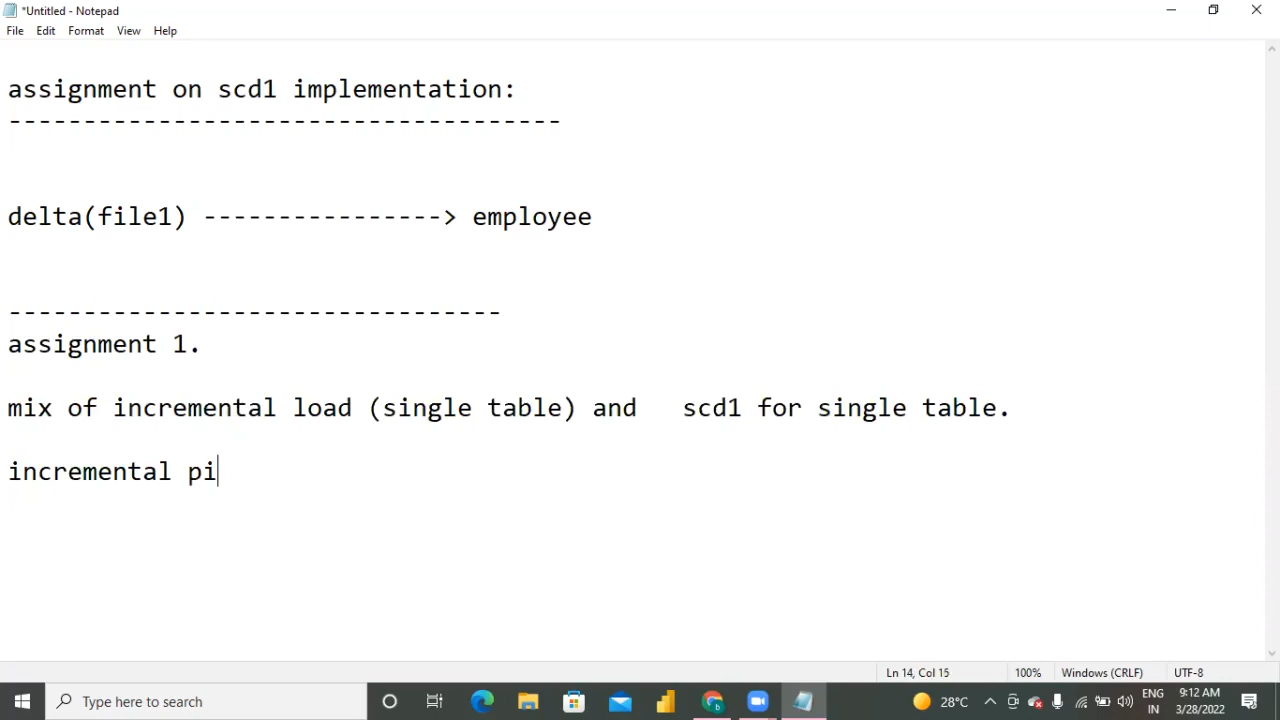 *Untitled - Notepad
File Edit Format View Help
assignment on scd1 implementation:
-------------------------------------
delta(file1) ----------------> employee
---------------------------------
assignment 1.
mix of incremental load (single table) and   scd1 for single table.
incremental pi
Ln 14, Col 15 100% Windows (CRLF) UTF-8
Type here to search
28°C ENG IN 9:12 AM 3/28/2022